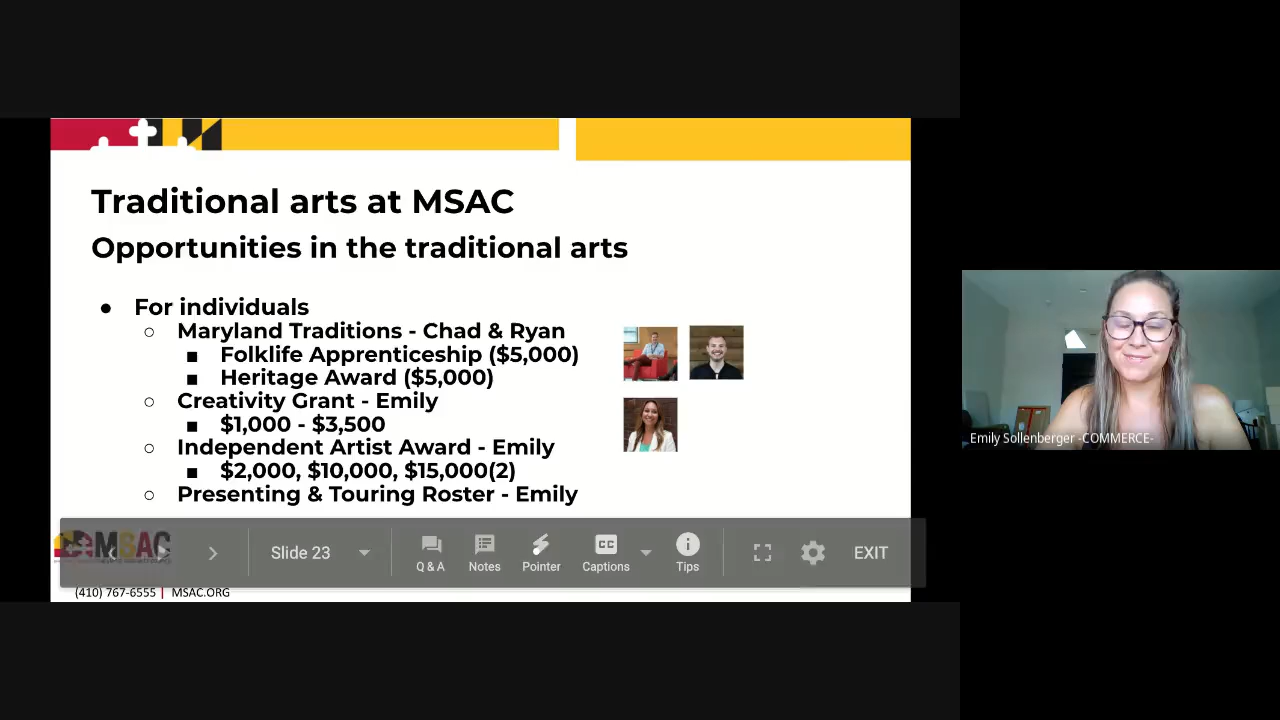 Traditional arts at MSAC
Opportunities in the traditional arts
● For individuals
○ Maryland Traditions - Chad & Ryan
■ Folklife Apprenticeship ($5,000)
■ Heritage Award ($5,000)
○ Creativity Grant - Emily
■ $1,000 - $3,500
○ Independent Artist Award - Emily
■ $2,000, $10,000, $15,000(2)
○ Presenting & Touring Roster - Emily
MSAC
Slide 23
Q & A
Notes
Pointer
CC
Captions
Tips
EXIT
(410) 767-6555 | MSAC.ORG
Emily Sollenberger -COMMERCE-